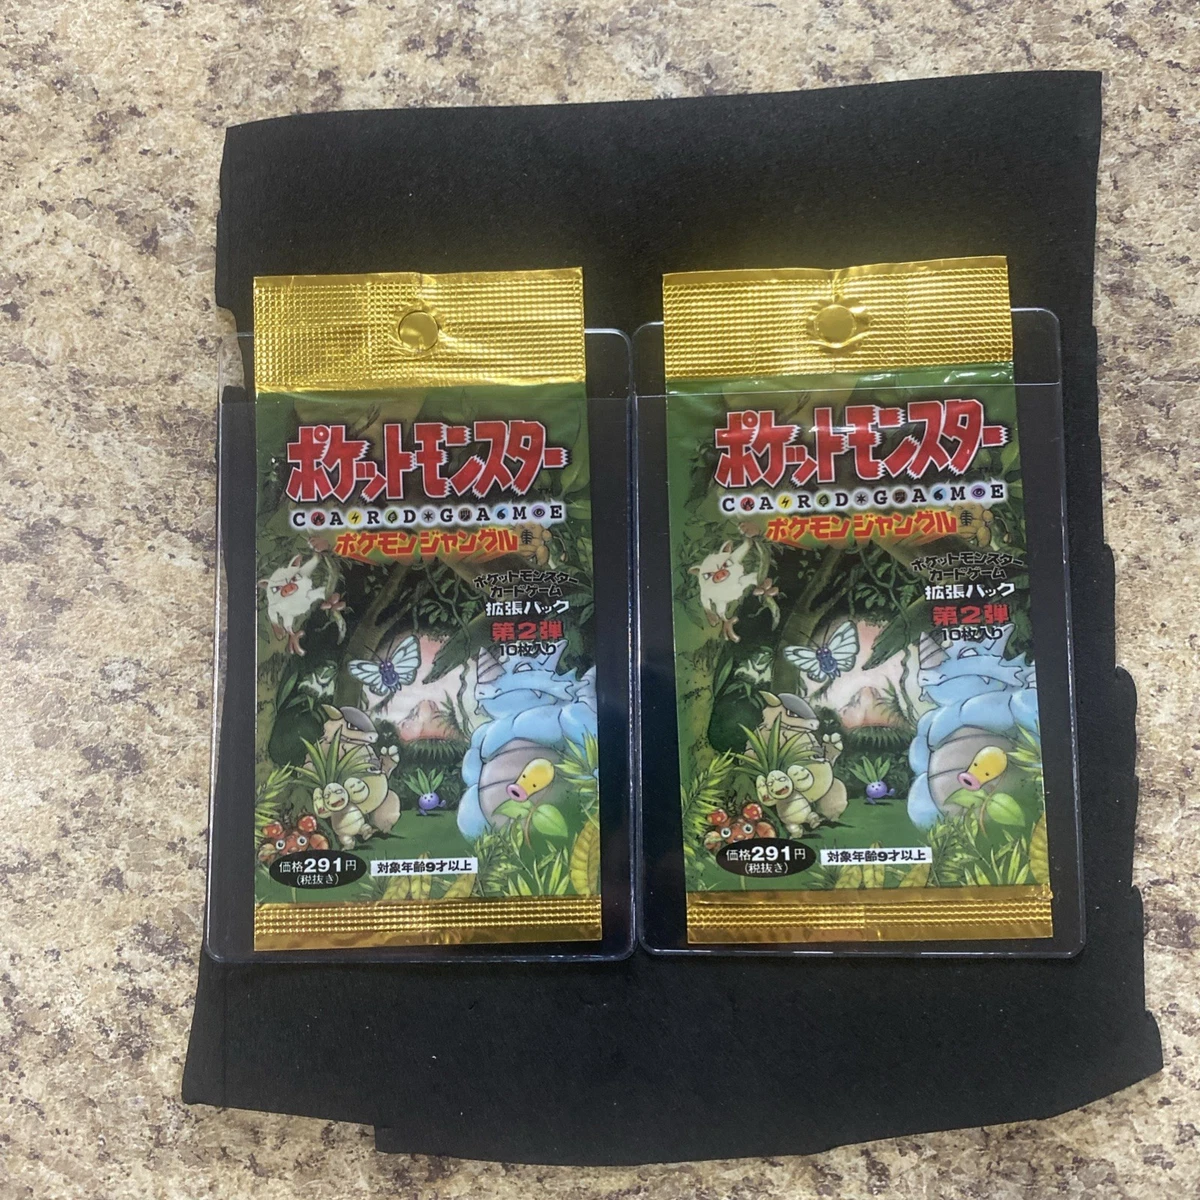 ポケットモンスター
CARDGAME
ポケモンジャングル
ポケットモンスター
カードゲーム
拡張パック
第2弾
10枚入り
価格291円
(税抜き)
対象年齢9才以上
ポケットモンスター
CARDGAME
ポケモンジャングル
ポケットモンスター
カードゲーム
拡張パック
第2弾
10枚入り
価格291円
(税抜き)
対象年齢9才以上